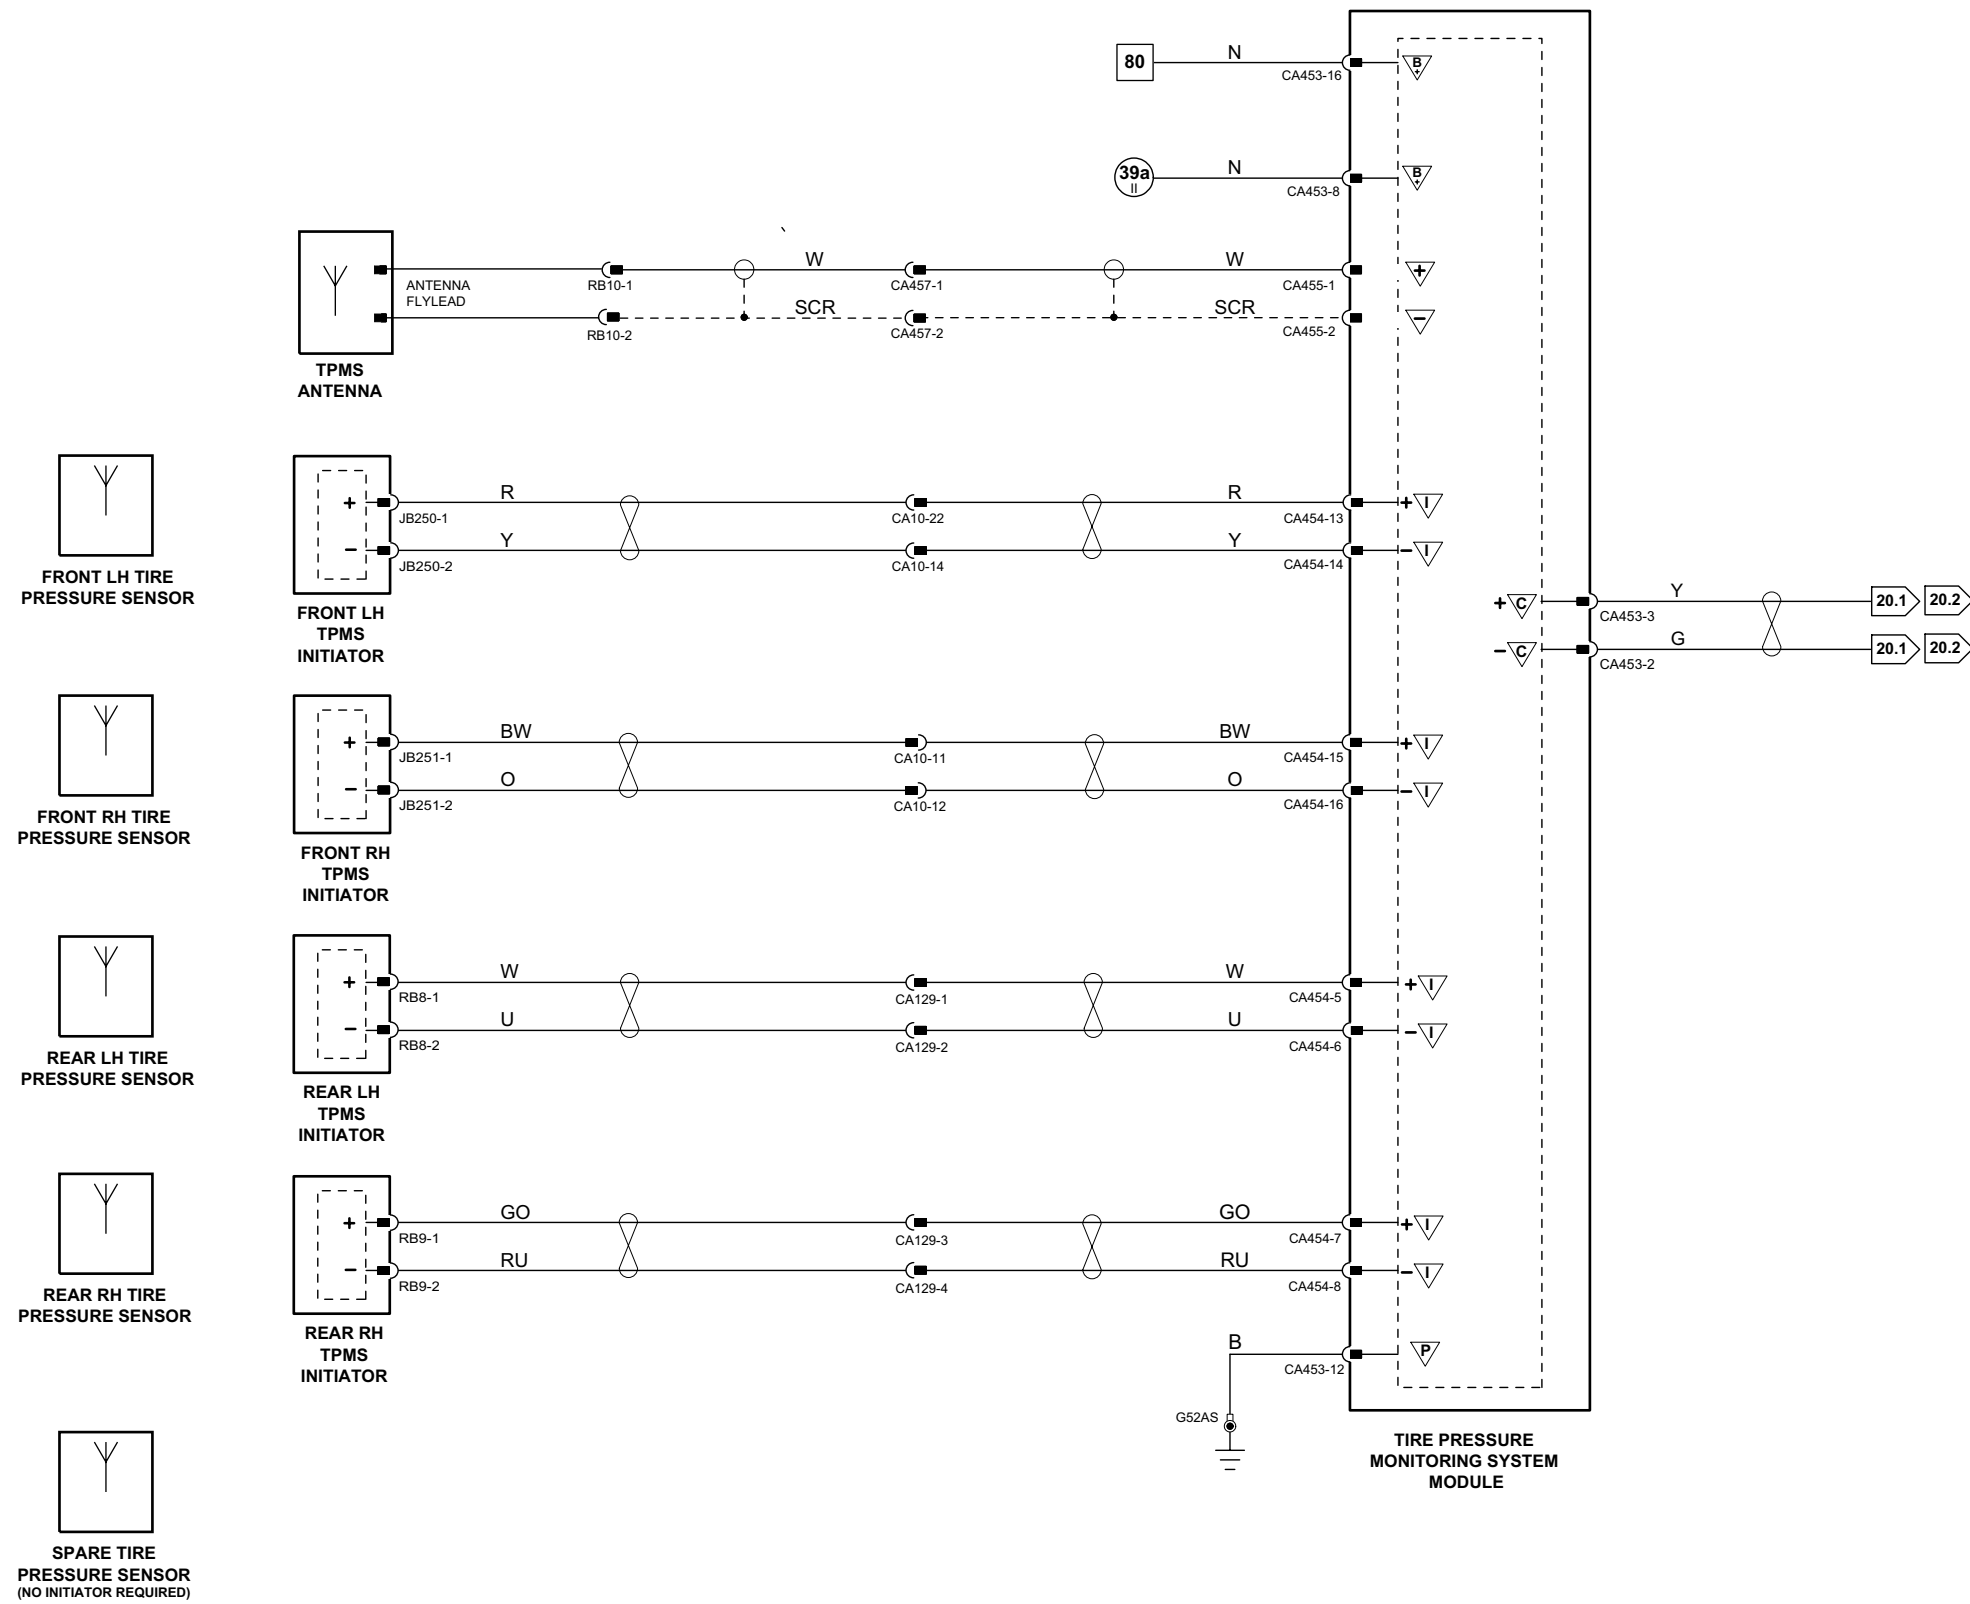 80
N
CA453-16
B
+
39a
II
N
CA453-8
B
+
ANTENNA
FLYLEAD
RB10-1
W
CA457-1
W
CA455-1
+
RB10-2
SCR
CA457-2
SCR
CA455-2
−
TPMS
ANTENNA
FRONT LH TIRE
PRESSURE SENSOR
+
JB250-1
R
CA10-22
R
CA454-13
+ I
−
JB250-2
Y
CA10-14
Y
CA454-14
− I
FRONT LH
TPMS
INITIATOR
+ C
CA453-3
Y
20.1
20.2
− C
CA453-2
G
20.1
20.2
FRONT RH TIRE
PRESSURE SENSOR
+
JB251-1
BW
CA10-11
BW
CA454-15
+ I
−
JB251-2
O
CA10-12
O
CA454-16
− I
FRONT RH
TPMS
INITIATOR
REAR LH TIRE
PRESSURE SENSOR
+
RB8-1
W
CA129-1
W
CA454-5
+ I
−
RB8-2
U
CA129-2
U
CA454-6
− I
REAR LH
TPMS
INITIATOR
REAR RH TIRE
PRESSURE SENSOR
+
RB9-1
GO
CA129-3
GO
CA454-7
+ I
−
RB9-2
RU
CA129-4
RU
CA454-8
− I
REAR RH
TPMS
INITIATOR
B
CA453-12
P
G52AS
TIRE PRESSURE
MONITORING SYSTEM
MODULE
SPARE TIRE
PRESSURE SENSOR
(NO INITIATOR REQUIRED)